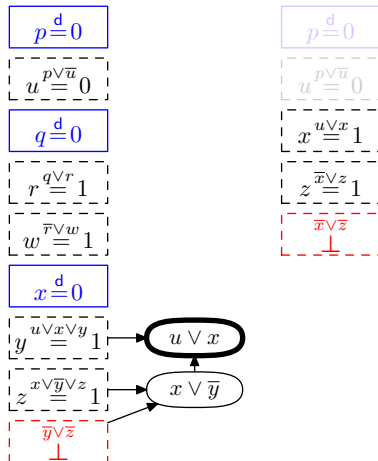 p =ᵈ 0
u =^{p∨u̅} 0
q =ᵈ 0
r =^{q∨r} 1
w =^{r̅∨w} 1
x =ᵈ 0
y =^{u∨x∨y} 1
u ∨ x
z =^{x∨y̅∨z} 1
x ∨ y̅
y̅∨z̅
⊥
p =ᵈ 0
u =^{p∨u̅} 0
x =^{u∨x} 1
z =^{x̅∨z} 1
x̅∨z̅
⊥